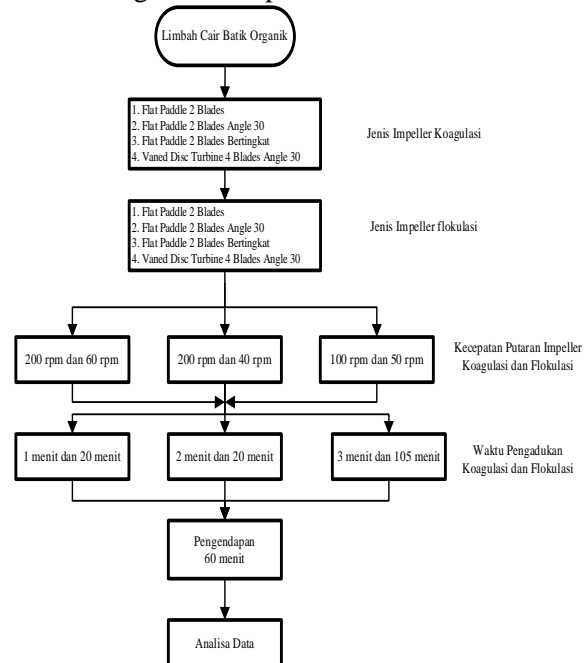 Limbah Cair Batik Organik
1. Flat Paddle 2 Blades
2. Flat Paddle 2 Blades Angle 30
3. Flat Paddle 2 Blades Bertingkat
4. Vaned Disc Turbine 4 Blades Angle 30
Jenis Impeller Koagulasi
1. Flat Paddle 2 Blades
2. Flat Paddle 2 Blades Angle 30
3. Flat Paddle 2 Blades Bertingkat
4. Vaned Disc Turbine 4 Blades Angle 30
Jenis Impeller flokulasi
200 rpm dan 60 rpm
200 rpm dan 40 rpm
100 rpm dan 50 rpm
Kecepatan Putaran Impeller
Koagulasi dan Flokulasi
1 menit dan 20 menit
2 menit dan 20 menit
3 menit dan 105 menit
Waktu Pengadukan
Koagulasi dan Flokulasi
Pengendapan
60 menit
Analisa Data